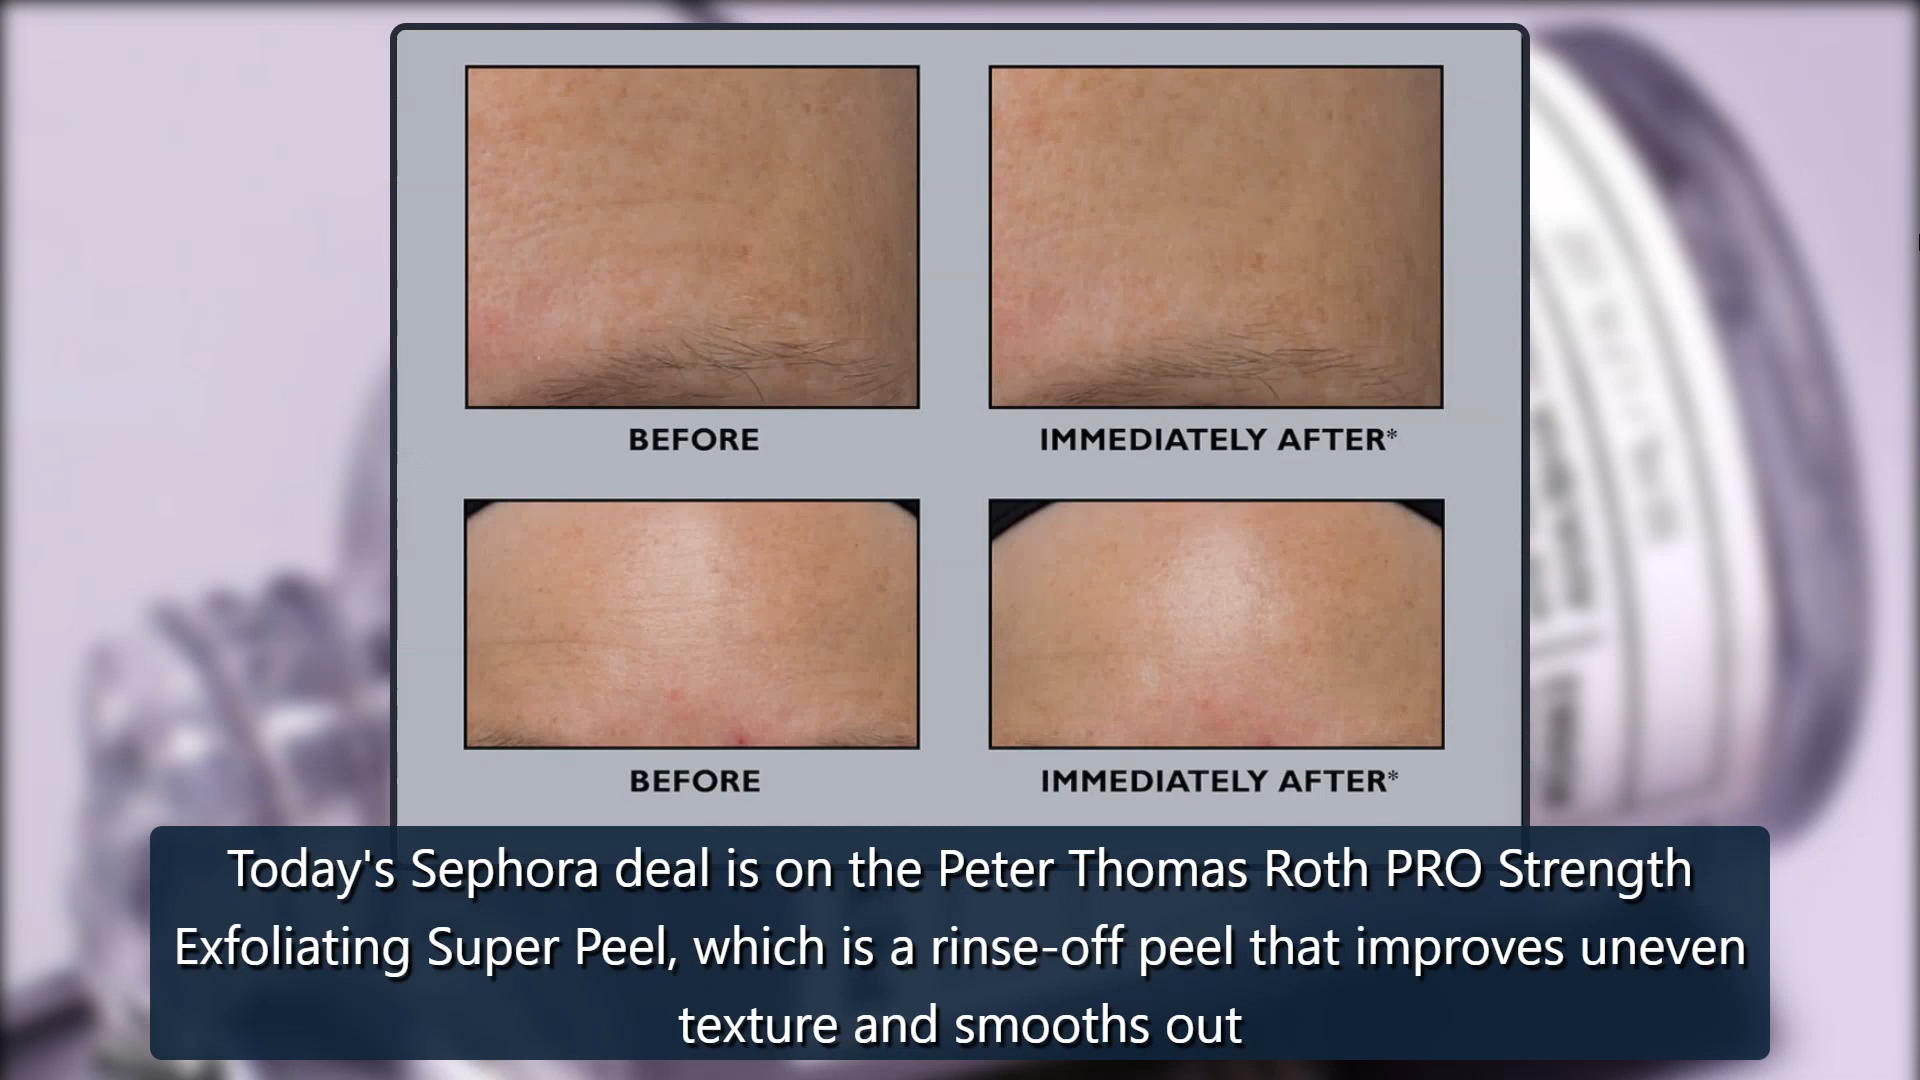 BEFORE
IMMEDIATELY AFTER*
BEFORE
IMMEDIATELY AFTER*
Today's Sephora deal is on the Peter Thomas Roth PRO Strength
Exfoliating Super Peel, which is a rinse-off peel that improves uneven
texture and smooths out